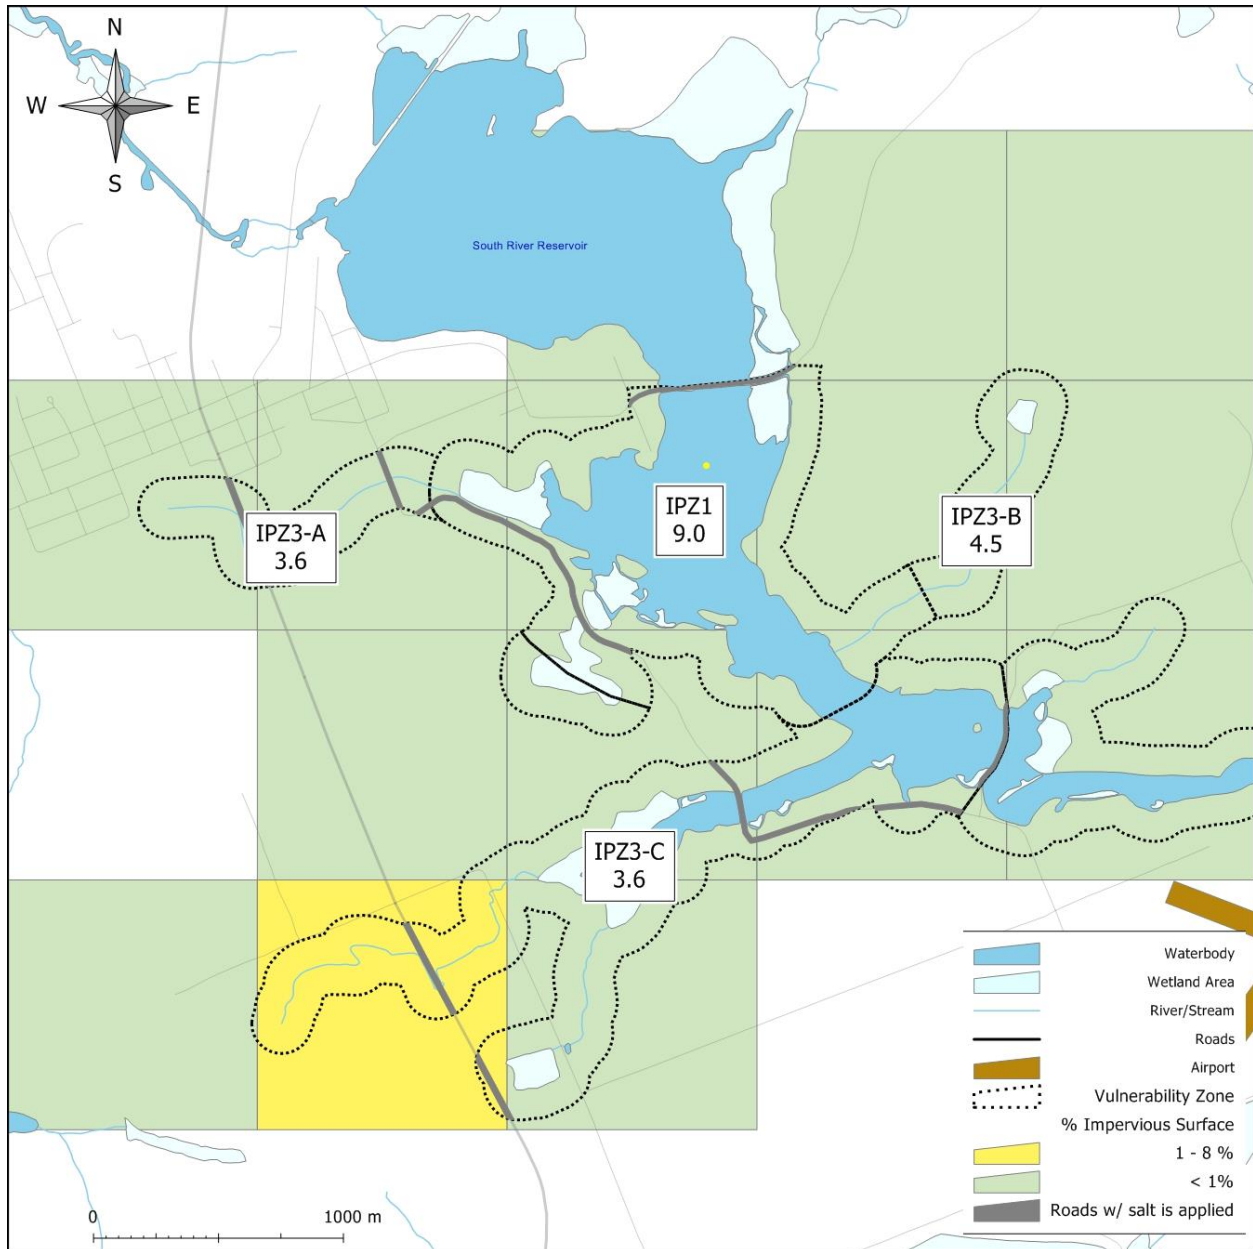 N
W
E
S
South River Reservoir
IPZ1
9.0
IPZ3-A
3.6
IPZ3-B
4.5
IPZ3-C
3.6
Waterbody
Wetland Area
River/Stream
Roads
Airport
Vulnerability Zone
% Impervious Surface
1 - 8 %
< 1%
Roads w/ salt is applied
0
1000 m